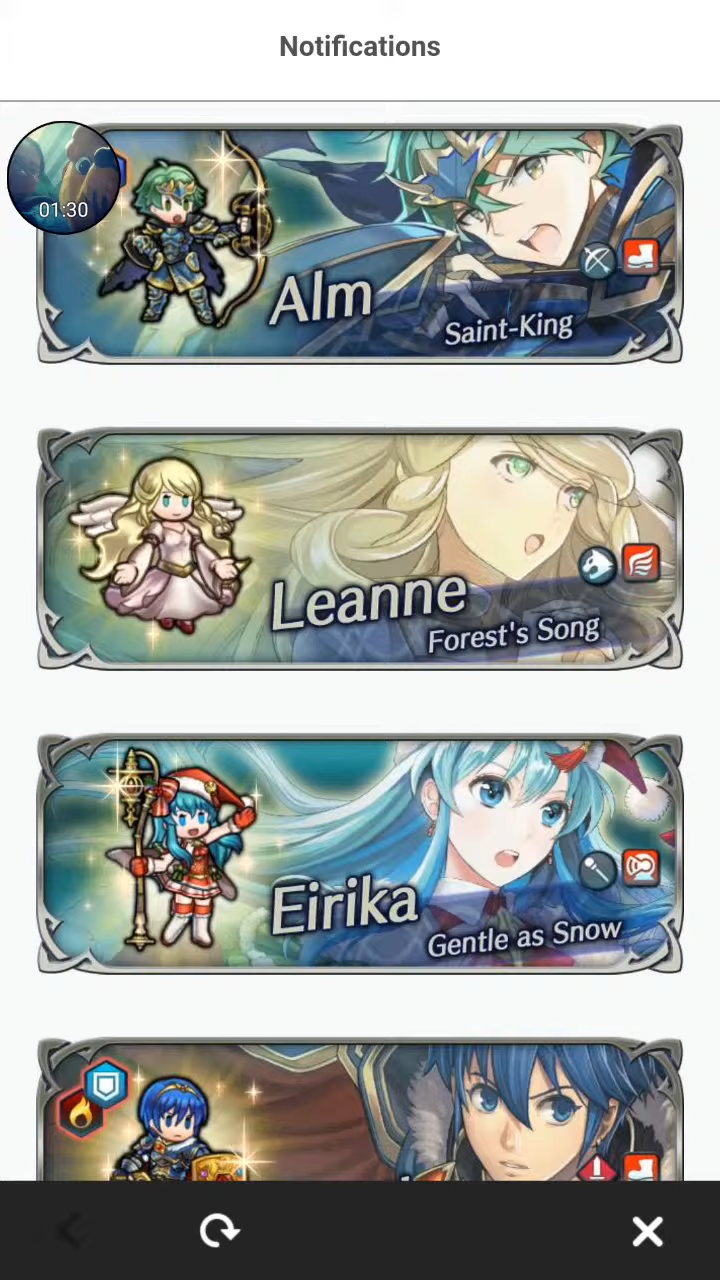 Notifications
01:30
Alm
Saint-King
Leanne
Forest's Song
Eirika
Gentle as Snow